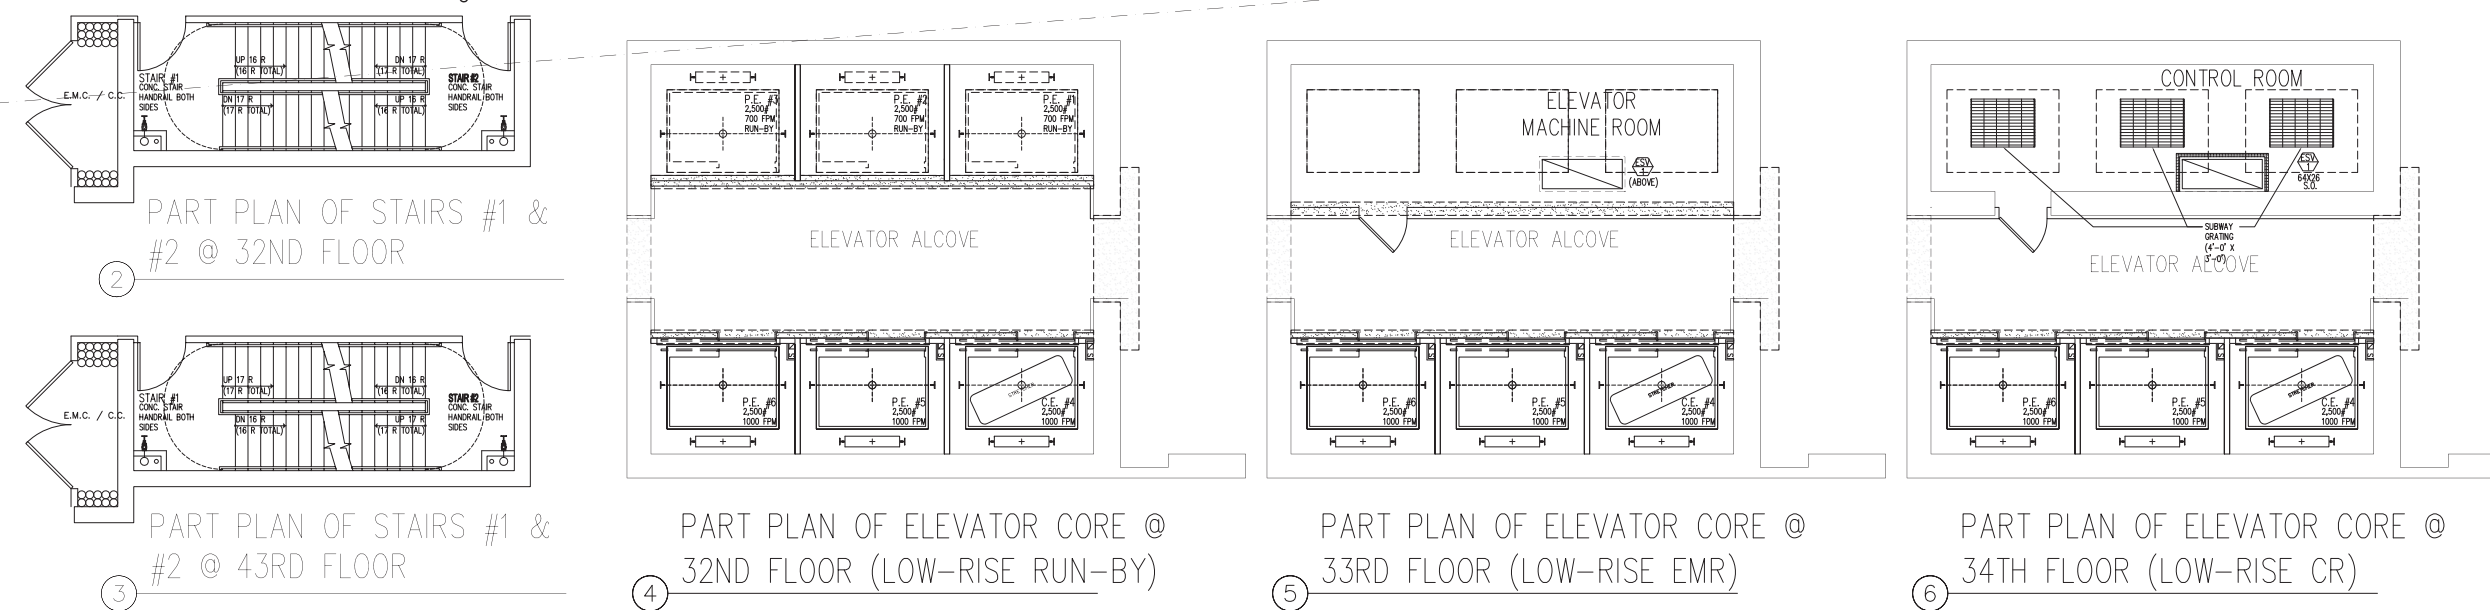 UP 16 R
(16 R TOTAL)
DN 17 R
(17 R TOTAL)
STAIR #1
CONC. STAIR
HANDRAIL BOTH
SIDES
STAIR#2
CONC. STAIR
HANDRAIL BOTH
SIDES
E.M.C. / C.C.
DN 17 R
(17 R TOTAL)
UP 16 R
(16 R TOTAL)
PART PLAN OF STAIRS #1 &
#2 @ 32ND FLOOR
2
UP 17 R
(17 R TOTAL)
DN 16 R
(16 R TOTAL)
STAIR #1
CONC. STAIR
HANDRAIL BOTH
SIDES
STAIR#2
CONC. STAIR
HANDRAIL BOTH
SIDES
E.M.C. / C.C.
DN 16 R
(16 R TOTAL)
UP 17 R
(17 R TOTAL)
PART PLAN OF STAIRS #1 &
#2 @ 43RD FLOOR
3
P.E. #3
2,500#
700 FPM
RUN-BY
P.E. #2
2,500#
700 FPM
RUN-BY
P.E. #1
2,500#
700 FPM
RUN-BY
ELEVATOR ALCOVE
P.E. #6
2,500#
1000 FPM
P.E. #5
2,500#
1000 FPM
STRETCHER
C.E. #4
2,500#
1000 FPM
PART PLAN OF ELEVATOR CORE @
32ND FLOOR (LOW-RISE RUN-BY)
4
ELEVATOR
MACHINE ROOM
ESV
1
(ABOVE)
ELEVATOR ALCOVE
P.E. #6
2,500#
1000 FPM
P.E. #5
2,500#
1000 FPM
STRETCHER
C.E. #4
2,500#
1000 FPM
PART PLAN OF ELEVATOR CORE @
33RD FLOOR (LOW-RISE EMR)
5
CONTROL ROOM
ESV
1
64X26
S.O.
SUBWAY
GRATING
(4'-0" X
3'-0")
ELEVATOR ALCOVE
P.E. #6
2,500#
1000 FPM
P.E. #5
2,500#
1000 FPM
STRETCHER
C.E. #4
2,500#
1000 FPM
PART PLAN OF ELEVATOR CORE @
34TH FLOOR (LOW-RISE CR)
6